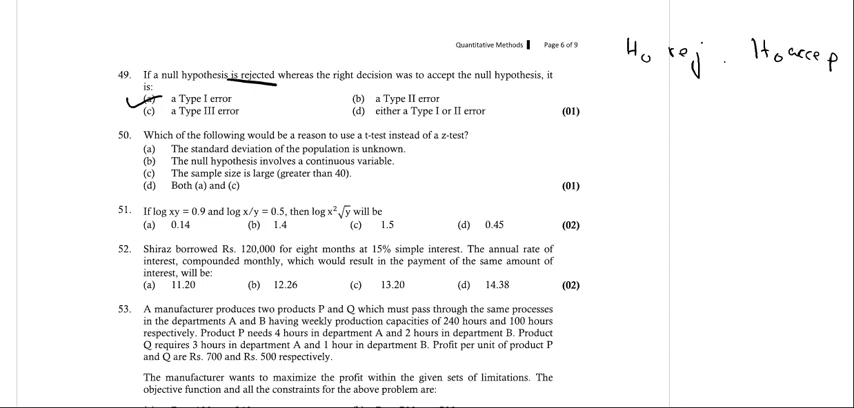 Quantitative Methods Page 6 of 9
H₀ rej. H₀ accep
49. If a null hypothesis is rejected whereas the right decision was to accept the null hypothesis, it
is:
(a) a Type I error (b) a Type II error
(c) a Type III error (d) either a Type I or II error (01)
50. Which of the following would be a reason to use a t-test instead of a z-test?
(a) The standard deviation of the population is unknown.
(b) The null hypothesis involves a continuous variable.
(c) The sample size is large (greater than 40).
(d) Both (a) and (c) (01)
51. If log xy = 0.9 and log x/y = 0.5, then log x²√y will be
(a) 0.14 (b) 1.4 (c) 1.5 (d) 0.45 (02)
52. Shiraz borrowed Rs. 120,000 for eight months at 15% simple interest. The annual rate of
interest, compounded monthly, which would result in the payment of the same amount of
interest, will be:
(a) 11.20 (b) 12.26 (c) 13.20 (d) 14.38 (02)
53. A manufacturer produces two products P and Q which must pass through the same processes
in the departments A and B having weekly production capacities of 240 hours and 100 hours
respectively. Product P needs 4 hours in department A and 2 hours in department B. Product
Q requires 3 hours in department A and 1 hour in department B. Profit per unit of product P
and Q are Rs. 700 and Rs. 500 respectively.
The manufacturer wants to maximize the profit within the given sets of limitations. The
objective function and all the constraints for the above problem are: